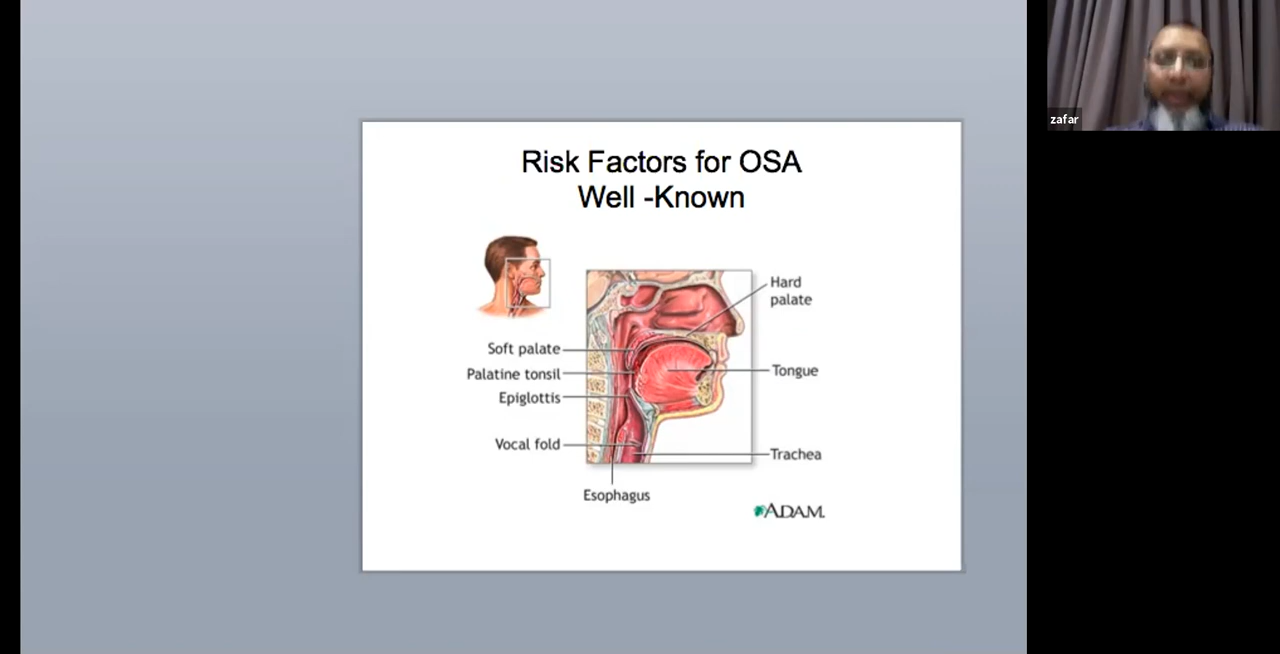 Risk Factors for OSA
Well -Known
Hard
palate
Soft palate
Palatine tonsil
Tongue
Epiglottis
Vocal fold
Trachea
Esophagus
ADAM.
zafar